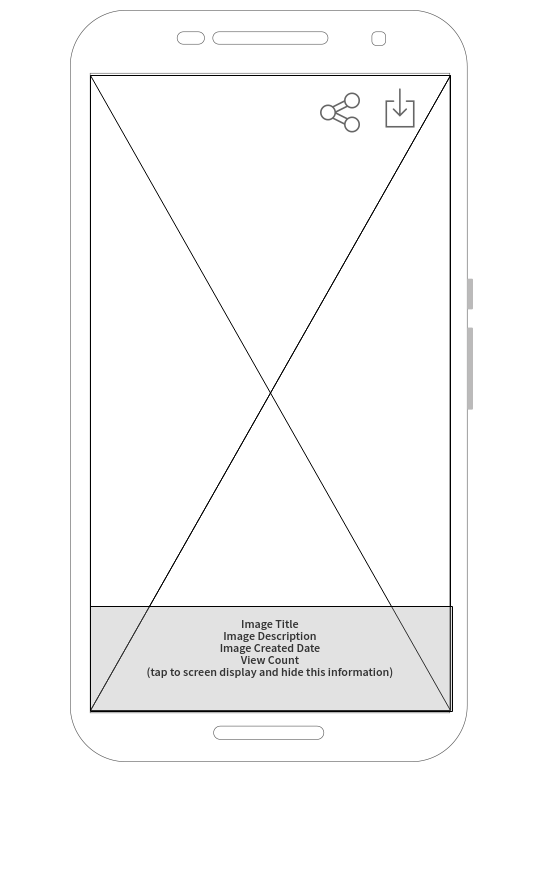 Image Title
Image Description
Image Created Date
View Count
(tap to screen display and hide this information)